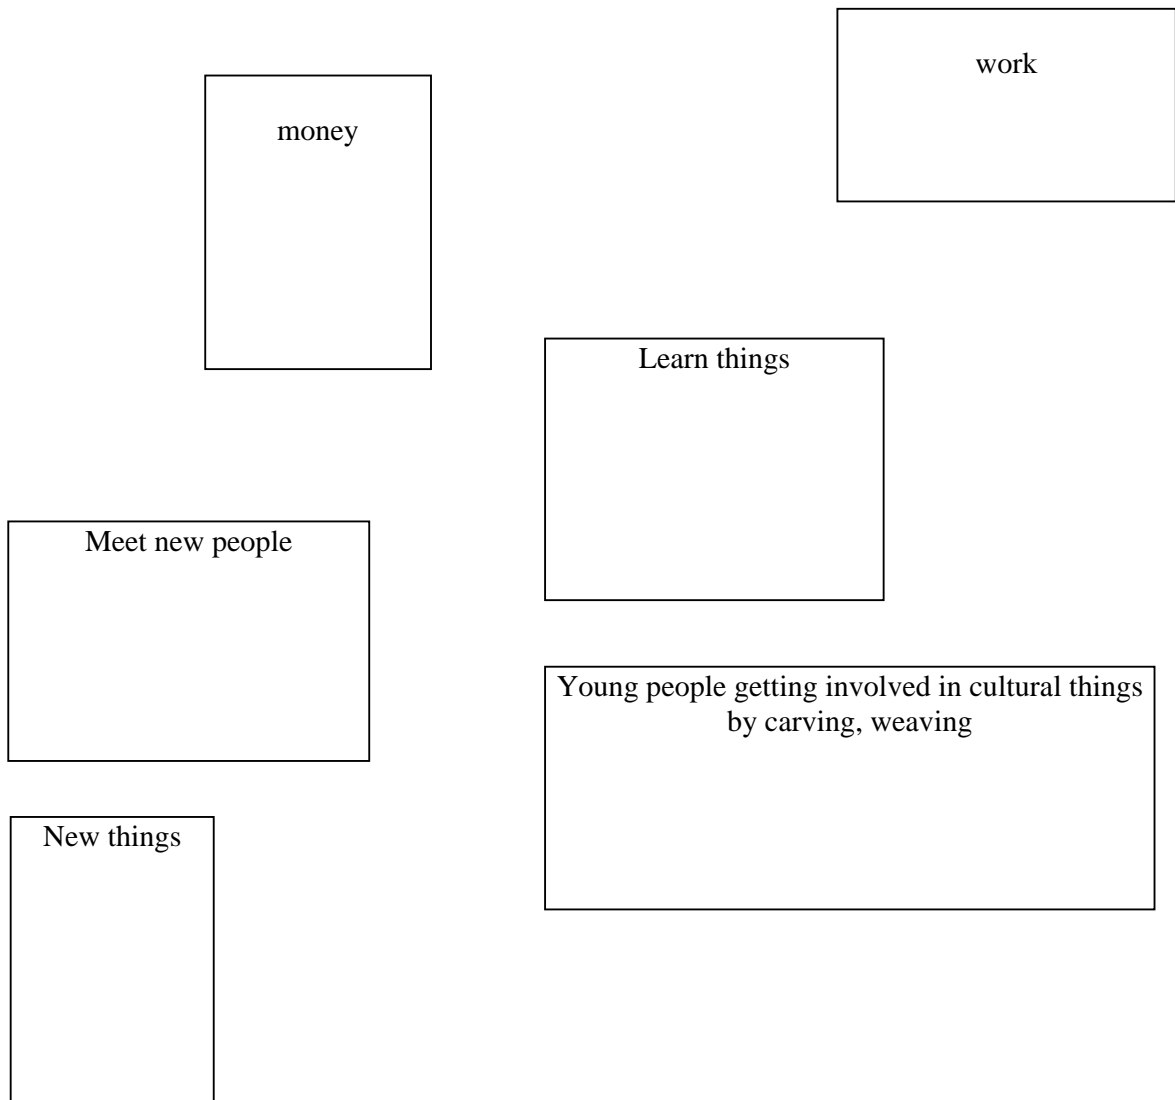 work
money
Learn things
Meet new people
Young people getting involved in cultural things
by carving, weaving
New things